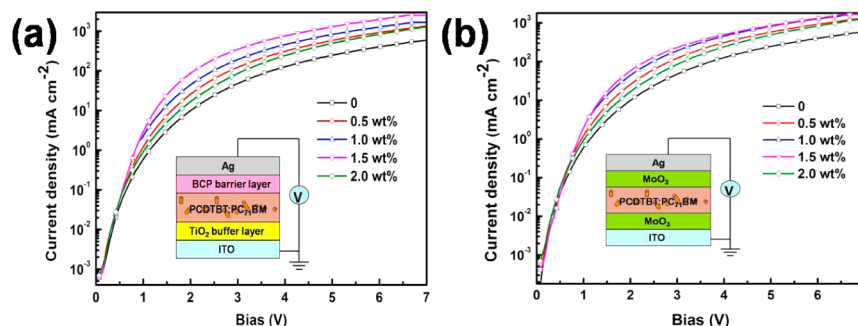 (a)
Current density (mA cm⁻²)
10³
10²
10¹
10⁰
10⁻¹
10⁻²
10⁻³
0
0.5 wt%
1.0 wt%
1.5 wt%
2.0 wt%
Ag
BCP barrier layer
PCDTBT:PC₇₁BM
TiO₂ buffer layer
ITO
V
0 1 2 3 4 5 6 7
Bias (V)
(b)
Current density (mA cm⁻²)
10³
10²
10¹
10⁰
10⁻¹
10⁻²
10⁻³
0
0.5 wt%
1.0 wt%
1.5 wt%
2.0 wt%
Ag
MoO₃
PCDTBT:PC₇₁BM
MoO₃
ITO
V
0 1 2 3 4 5 6
Bias (V)